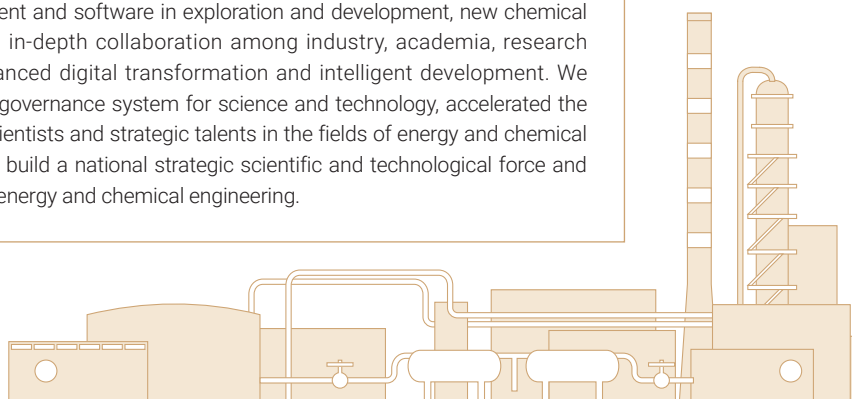 ent and software in exploration and development, new chemical
in-depth collaboration among industry, academia, research
anced digital transformation and intelligent development. We
governance system for science and technology, accelerated the
ientists and strategic talents in the fields of energy and chemical
build a national strategic scientific and technological force and
energy and chemical engineering.